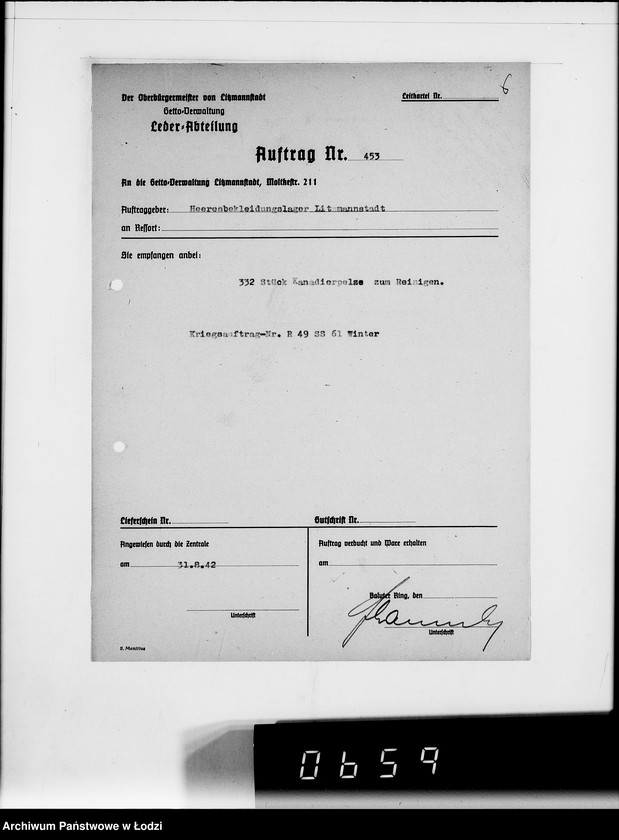 6
Der Oberbürgermeister von Litzmannstadt
Getto-Verwaltung
Leder-Abteilung
Leitkartei Nr.
Auftrag Nr. 453
An die Getto-Verwaltung Litzmannstadt, Moltkestr. 211
Auftraggeber: Heeresbekleidungslager Litzmannstadt
an Ressort:
Sie empfangen anbei:
332 Stück Kanadierpelze zum Reinigen.
Kriegsauftrag-Nr. R 49 SS 61 Winter
Lieferschein Nr.
Gutschrift Nr.
Angewiesen durch die Zentrale
am 31.8.42
Unterschrift
Auftrag verbucht und Ware erhalten
am
Baluter Ring, den
Unterschrift
S. Manitius
0659
Archiwum Państwowe w Łodzi